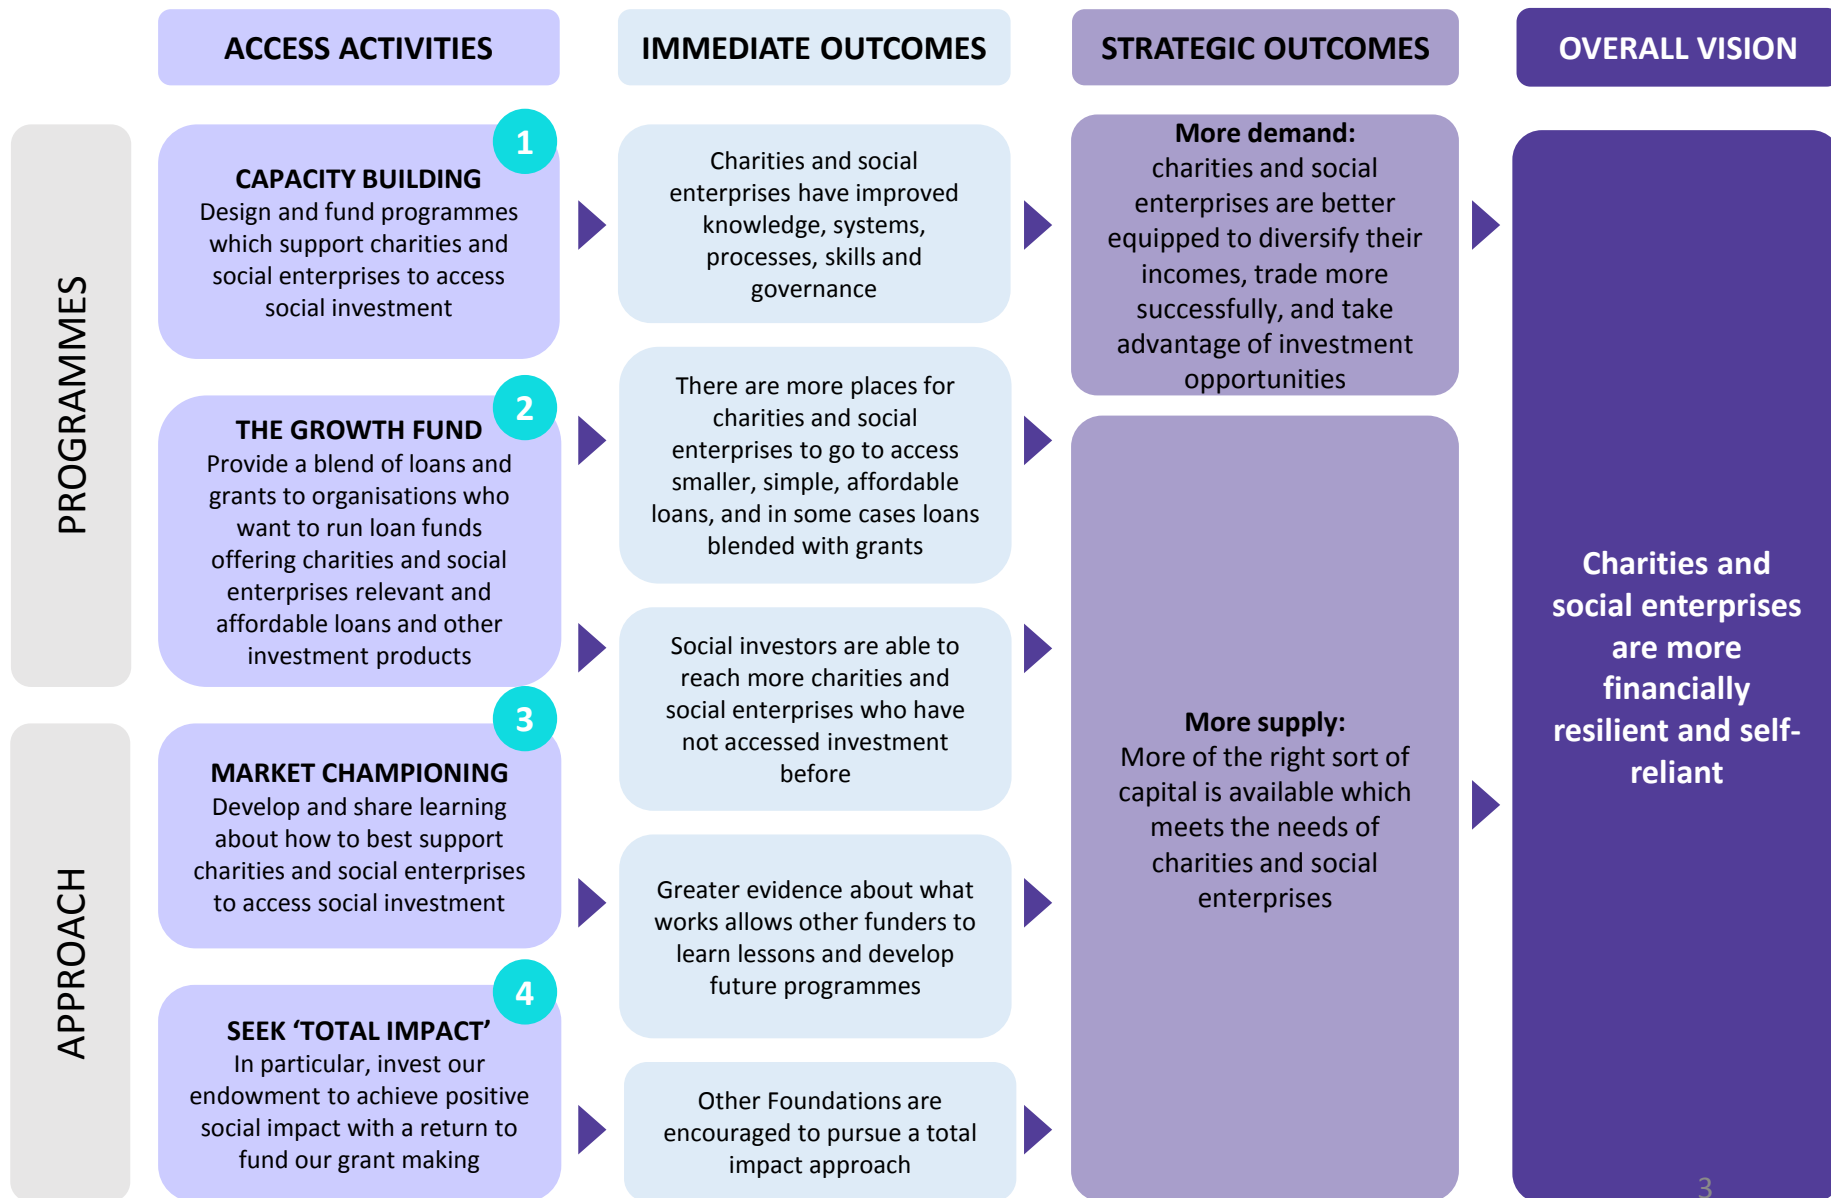 ACCESS ACTIVITIES
IMMEDIATE OUTCOMES
STRATEGIC OUTCOMES
OVERALL VISION
PROGRAMMES
1
CAPACITY BUILDING
Design and fund programmes
which support charities and
social enterprises to access
social investment
2
THE GROWTH FUND
Provide a blend of loans and
grants to organisations who
want to run loan funds
offering charities and social
enterprises relevant and
affordable loans and other
investment products
APPROACH
3
MARKET CHAMPIONING
Develop and share learning
about how to best support
charities and social enterprises
to access social investment
4
SEEK ‘TOTAL IMPACT’
In particular, invest our
endowment to achieve positive
social impact with a return to
fund our grant making
Charities and social
enterprises have improved
knowledge, systems,
processes, skills and
governance
There are more places for
charities and social
enterprises to go to access
smaller, simple, affordable
loans, and in some cases loans
blended with grants
Social investors are able to
reach more charities and
social enterprises who have
not accessed investment
before
Greater evidence about what
works allows other funders to
learn lessons and develop
future programmes
Other Foundations are
encouraged to pursue a total
impact approach
More demand:
charities and social
enterprises are better
equipped to diversify their
incomes, trade more
successfully, and take
advantage of investment
opportunities
More supply:
More of the right sort of
capital is available which
meets the needs of
charities and social
enterprises
Charities and
social enterprises
are more
financially
resilient and self-
reliant
3